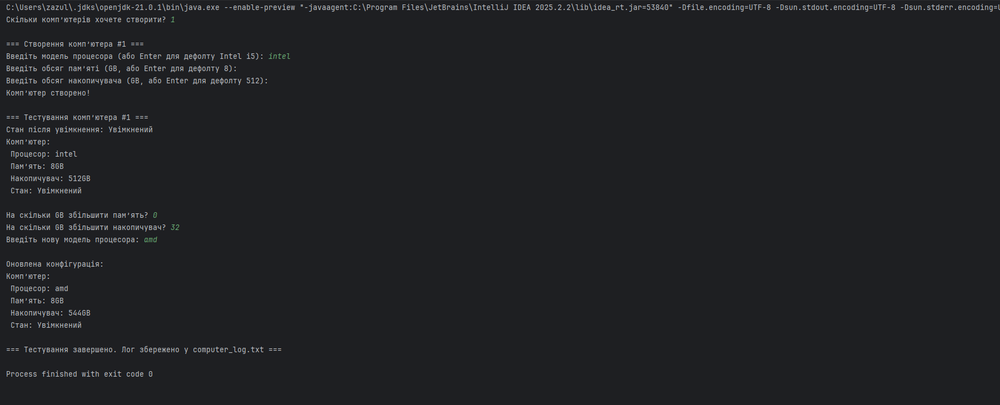 C:\Users\zazul\.jdks\openjdk-21.0.1\bin\java.exe --enable-preview "-javaagent:C:\Program Files\JetBrains\IntelliJ IDEA 2025.2.2\lib\idea_rt.jar=53840" -Dfile.encoding=UTF-8 -Dsun.stdout.encoding=UTF-8 -Dsun.stderr.encoding=
Скільки комп'ютерів хочете створити? 1
=== Створення комп'ютера #1 ===
Введіть модель процесора (або Enter для дефолту Intel i5): intel
Введіть обсяг пам'яті (GB, або Enter для дефолту 8):
Введіть обсяг накопичувача (GB, або Enter для дефолту 512):
Комп'ютер створено!
=== Тестування комп'ютера #1 ===
Стан після увімкнення: Увімкнений
Комп'ютер:
Процесор: intel
Пам'ять: 8GB
Накопичувач: 512GB
Стан: Увімкнений
На скільки GB збільшити пам'ять? 0
На скільки GB збільшити накопичувач? 32
Введіть нову модель процесора: amd
Оновлена конфігурація:
Комп'ютер:
Процесор: amd
Пам'ять: 8GB
Накопичувач: 544GB
Стан: Увімкнений
=== Тестування завершено. Лог збережено у computer_log.txt ===
Process finished with exit code 0